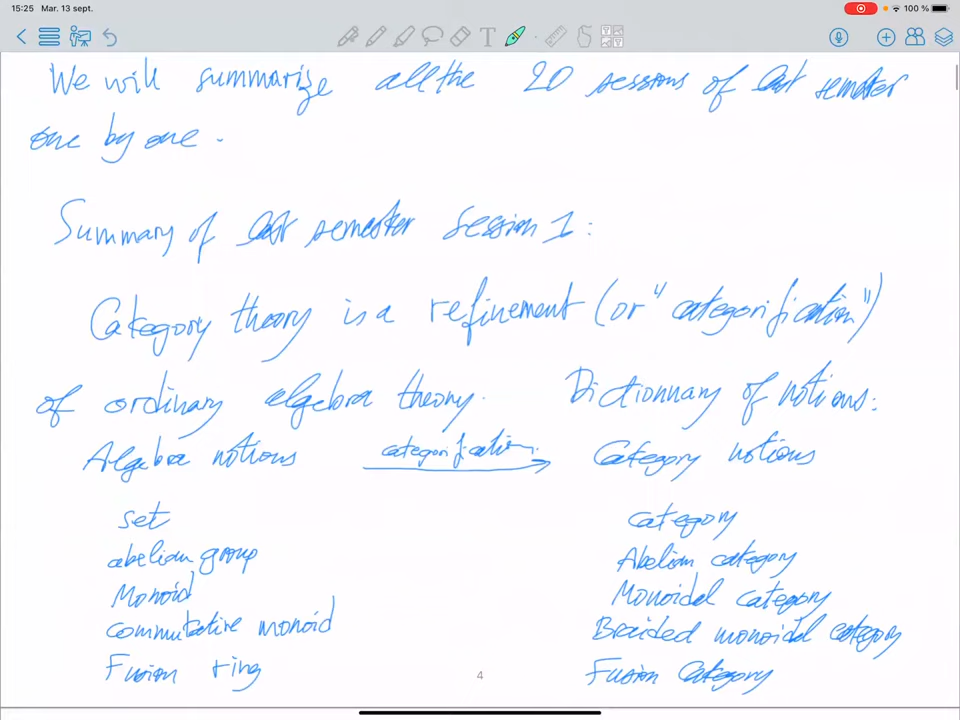 15:25 Mar. 13 sept. 100 %
We will summarize all the 20 sessions of last semester
one by one.
Summary of last semester session 1:
Category theory is a refinement (or "categorification")
of ordinary algebra theory. Dictionnary of notions:
Algebra notions categorification Category notions
set category
abelian group Abelian category
Monoid Monoidal category
commutative monoid Braided monoidal category
Fusion ring Fusion Category
4